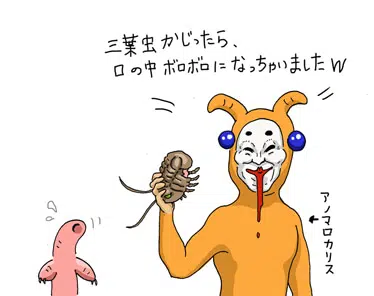 三葉虫かじったら、
口の中ボロボロになっちゃいましたW
アノマロカリス